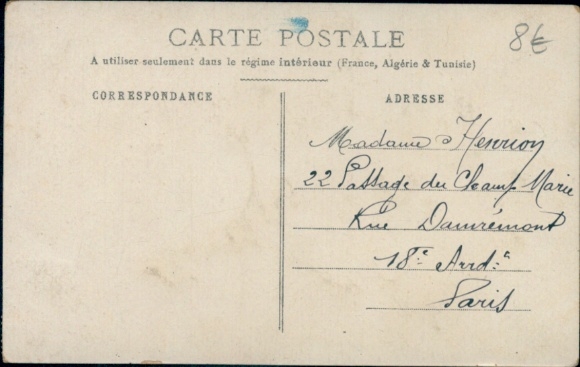 CARTE POSTALE
8€
A utiliser seulement dans le régime intérieur (France, Algérie & Tunisie)
CORRESPONDANCE
ADRESSE
Madame Henrion
22 Passage du Champ Marie
Rue Damrémont
18e Arrdt
Paris